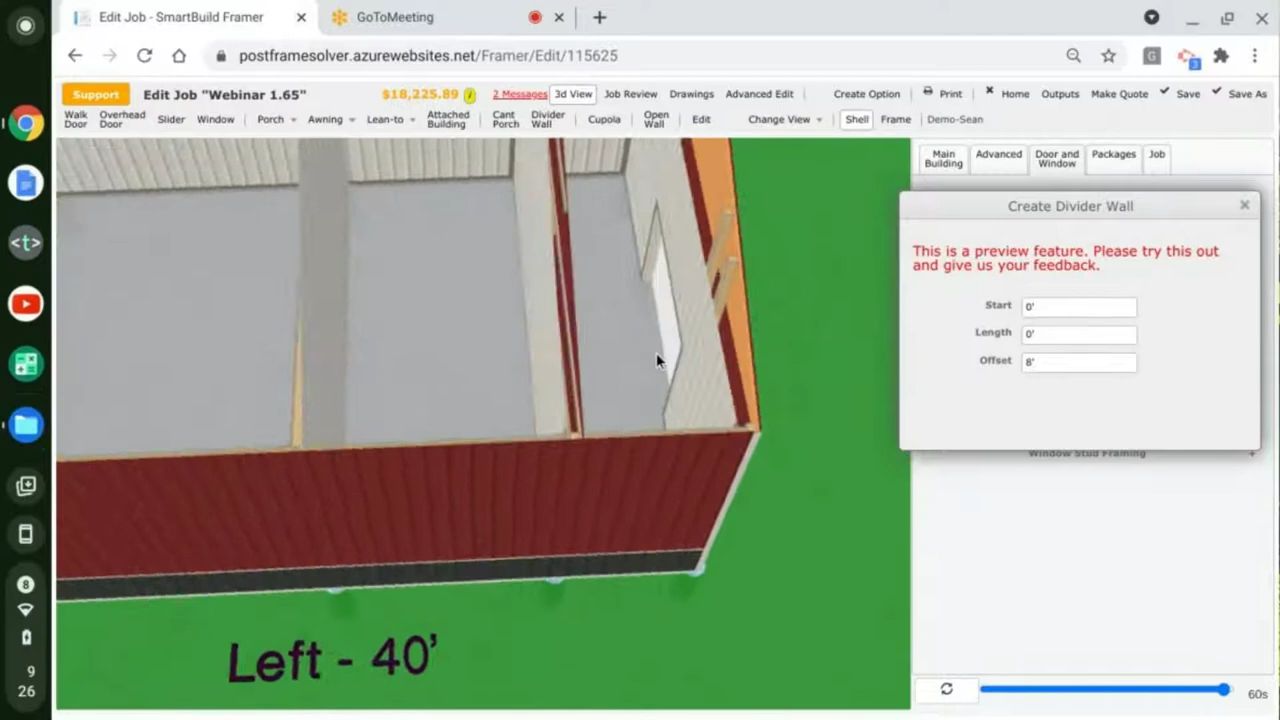 Edit Job - SmartBuild Framer
GoToMeeting
postframesolver.azurewebsites.net/Framer/Edit/115625
G
3
Support
Edit Job "Webinar 1.65"
$18,225.89
2 Messages
3d View
Job Review
Drawings
Advanced Edit
Create Option
Print
Home
Outputs
Make Quote
Save
Save As
Walk
Door
Overhead
Door
Slider
Window
Porch
Awning
Lean-to
Attached
Building
Cant
Porch
Divider
Wall
Cupola
Open
Wall
Edit
Change View
Shell
Frame
Demo-Sean
Main
Building
Advanced
Door and
Window
Packages
Job
Create Divider Wall
This is a preview feature. Please try this out
and give us your feedback.
Start 0'
Length 0'
Offset 8'
Window Stud Framing
Left - 40'
60s
<t>
8
9
26